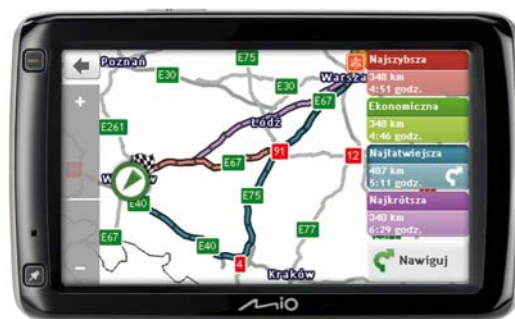 Poznań
E75
E30
E30
Warsza
E67
E261
Łódź
91
12
E67
W
E40
E75
E67
E40
E77
4
Kraków
Najszybsza
348 km
4:51 godz.
Ekonomiczna
348 km
4:46 godz.
Najłatwiejsza
487 km
5:11 godz.
Najkrótsza
340 km
6:29 godz.
Nawiguj
Mio